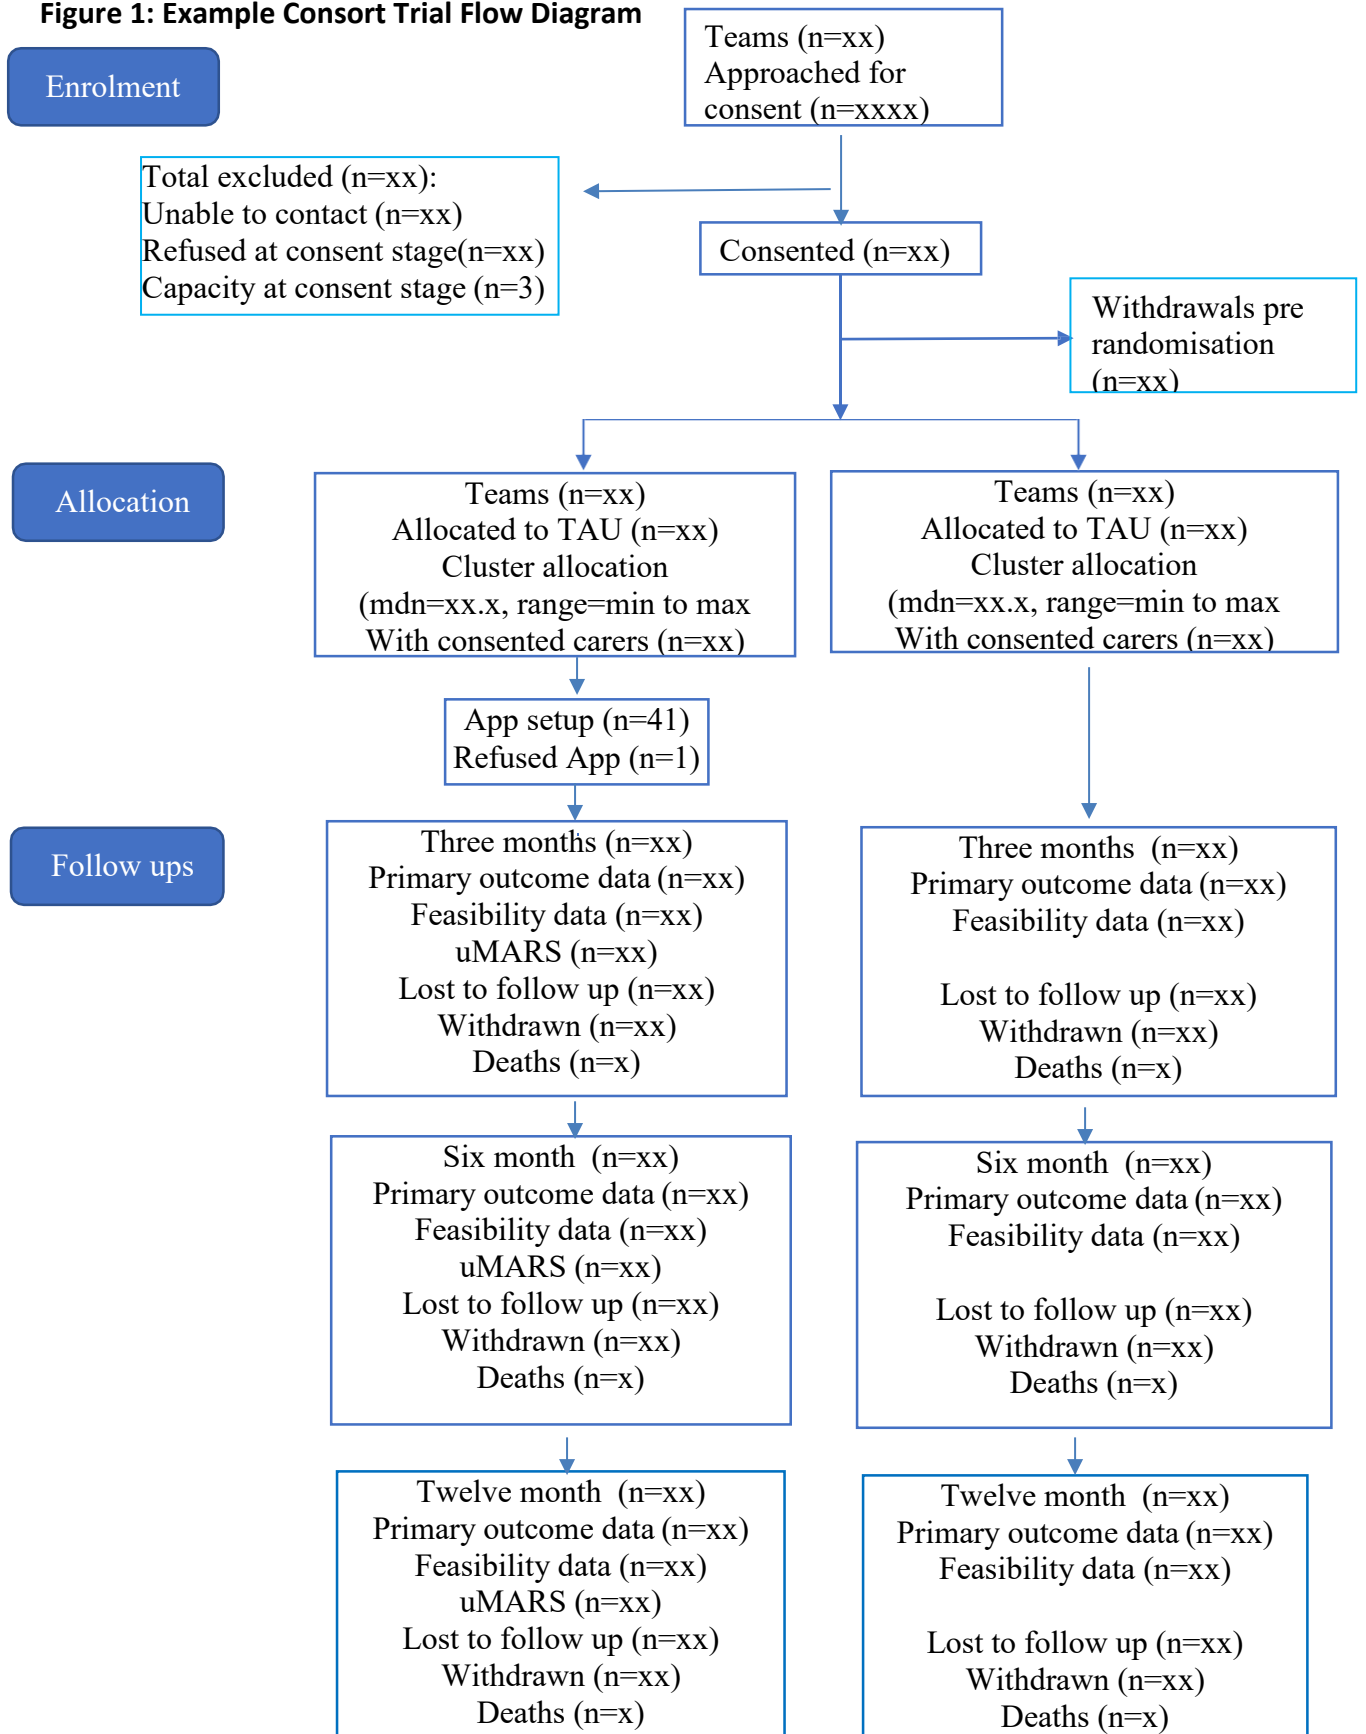 Figure 1: Example Consort Trial Flow Diagram
Teams (n=xx)
Approached for
consent (n=xxxx)
Enrolment
Total excluded (n=xx):
Unable to contact (n=xx)
Refused at consent stage(n=xx)
Capacity at consent stage (n=3)
Consented (n=xx)
Withdrawals pre
randomisation
(n=xx)
Allocation
Teams (n=xx)
Allocated to TAU (n=xx)
Cluster allocation
(mdn=xx.x, range=min to max
With consented carers (n=xx)
Teams (n=xx)
Allocated to TAU (n=xx)
Cluster allocation
(mdn=xx.x, range=min to max
With consented carers (n=xx)
App setup (n=41)
Refused App (n=1)
Follow ups
Three months (n=xx)
Primary outcome data (n=xx)
Feasibility data (n=xx)
uMARS (n=xx)
Lost to follow up (n=xx)
Withdrawn (n=xx)
Deaths (n=x)
Three months (n=xx)
Primary outcome data (n=xx)
Feasibility data (n=xx)
Lost to follow up (n=xx)
Withdrawn (n=xx)
Deaths (n=x)
Six month (n=xx)
Primary outcome data (n=xx)
Feasibility data (n=xx)
uMARS (n=xx)
Lost to follow up (n=xx)
Withdrawn (n=xx)
Deaths (n=x)
Six month (n=xx)
Primary outcome data (n=xx)
Feasibility data (n=xx)
Lost to follow up (n=xx)
Withdrawn (n=xx)
Deaths (n=x)
Twelve month (n=xx)
Primary outcome data (n=xx)
Feasibility data (n=xx)
uMARS (n=xx)
Lost to follow up (n=xx)
Withdrawn (n=xx)
Deaths (n=x)
Twelve month (n=xx)
Primary outcome data (n=xx)
Feasibility data (n=xx)
Lost to follow up (n=xx)
Withdrawn (n=xx)
Deaths (n=x)